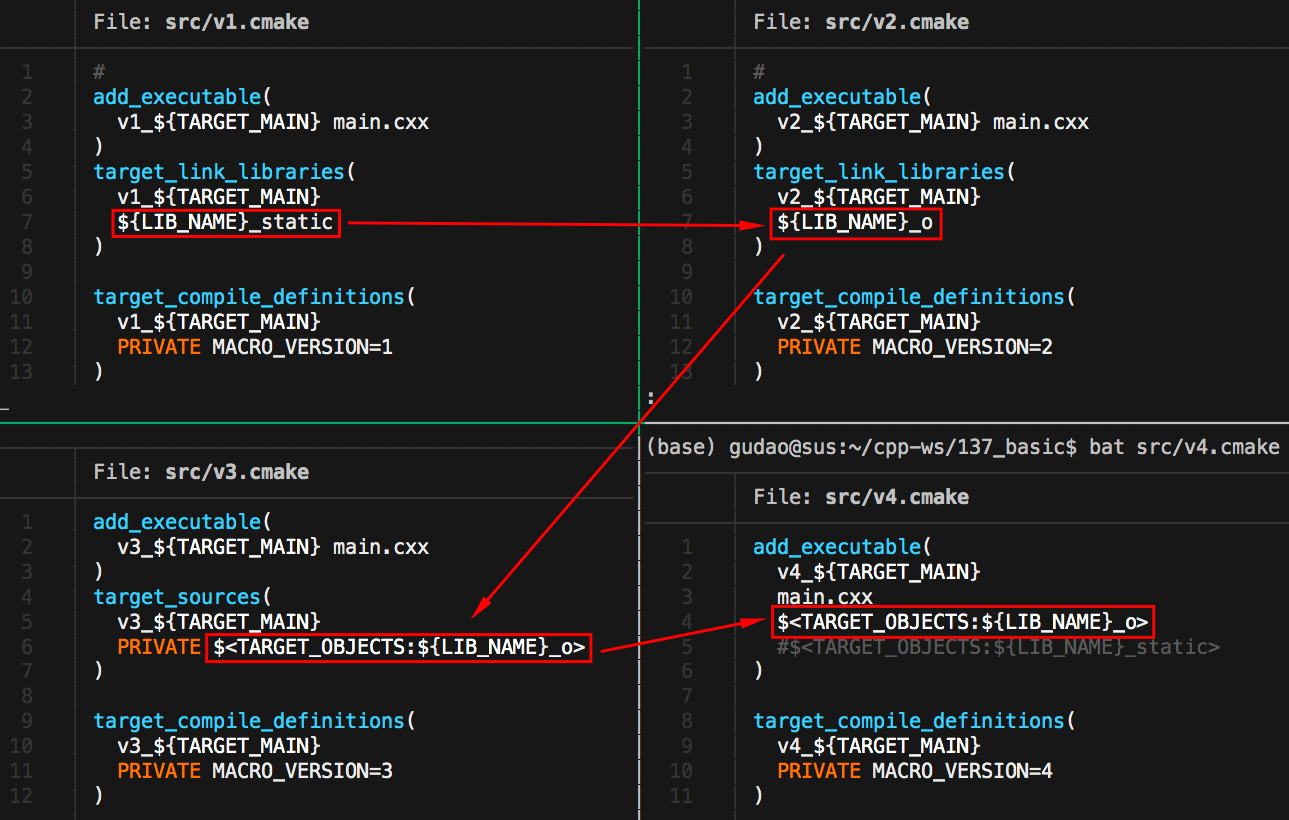 File: src/v1.cmake
1 #
2 add_executable(
3 v1_${TARGET_MAIN} main.cxx
4 )
5 target_link_libraries(
6 v1_${TARGET_MAIN}
7 ${LIB_NAME}_static
8 )
9
10 target_compile_definitions(
11 v1_${TARGET_MAIN}
12 PRIVATE MACRO_VERSION=1
13 )
File: src/v2.cmake
1 #
2 add_executable(
3 v2_${TARGET_MAIN} main.cxx
4 )
5 target_link_libraries(
6 v2_${TARGET_MAIN}
7 ${LIB_NAME}_o
8 )
9
10 target_compile_definitions(
11 v2_${TARGET_MAIN}
12 PRIVATE MACRO_VERSION=2
13 )
:
File: src/v3.cmake
1 add_executable(
2 v3_${TARGET_MAIN} main.cxx
3 )
4 target_sources(
5 v3_${TARGET_MAIN}
6 PRIVATE $<TARGET_OBJECTS:${LIB_NAME}_o>
7 )
8
9 target_compile_definitions(
10 v3_${TARGET_MAIN}
11 PRIVATE MACRO_VERSION=3
12 )
(base) gudao@sus:~/cpp-ws/137_basic$ bat src/v4.cmake
File: src/v4.cmake
1 add_executable(
2 v4_${TARGET_MAIN}
3 main.cxx
4 $<TARGET_OBJECTS:${LIB_NAME}_o>
5 #$<TARGET_OBJECTS:${LIB_NAME}_static>
6 )
7
8 target_compile_definitions(
9 v4_${TARGET_MAIN}
10 PRIVATE MACRO_VERSION=4
11 )